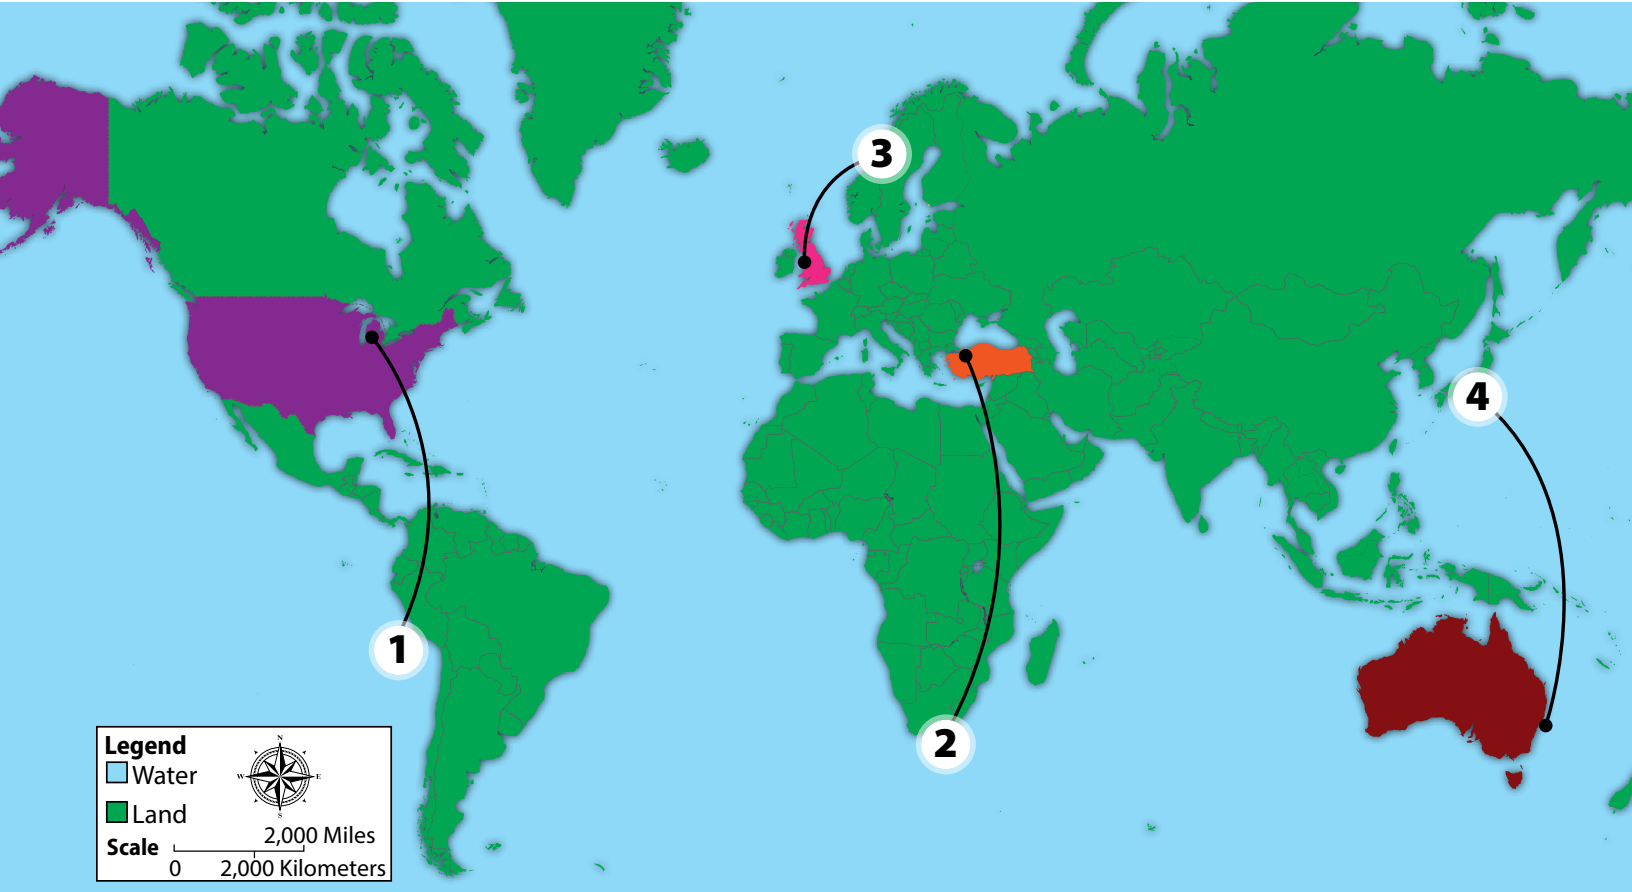 3
4
1
2
Legend
Water
Land
N
W E
S
Scale
2,000 Miles
0 2,000 Kilometers